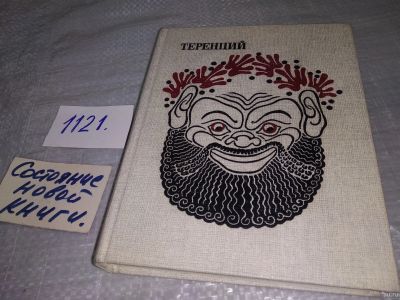 ТЕРЕНЦИЙ
1121.
Состояние
новой
книги.